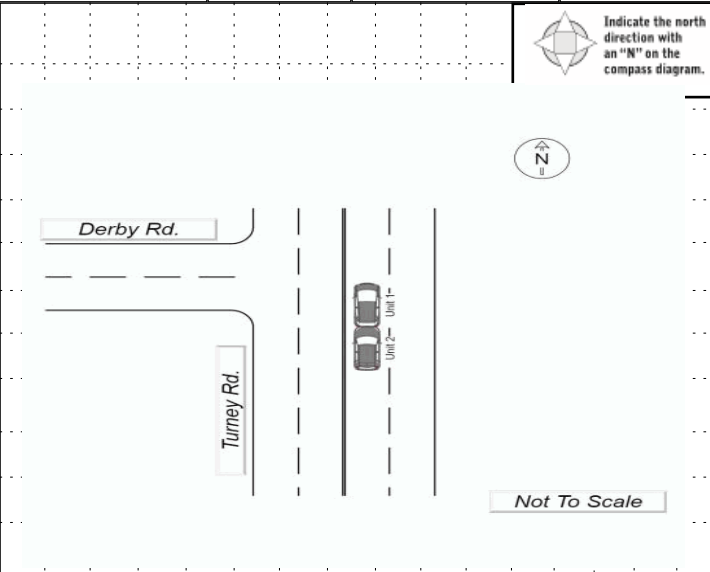 Indicate the north
direction with
an “N” on the
compass diagram.
N
Derby Rd.
Unit 1
Unit 2
Turney Rd.
Not To Scale